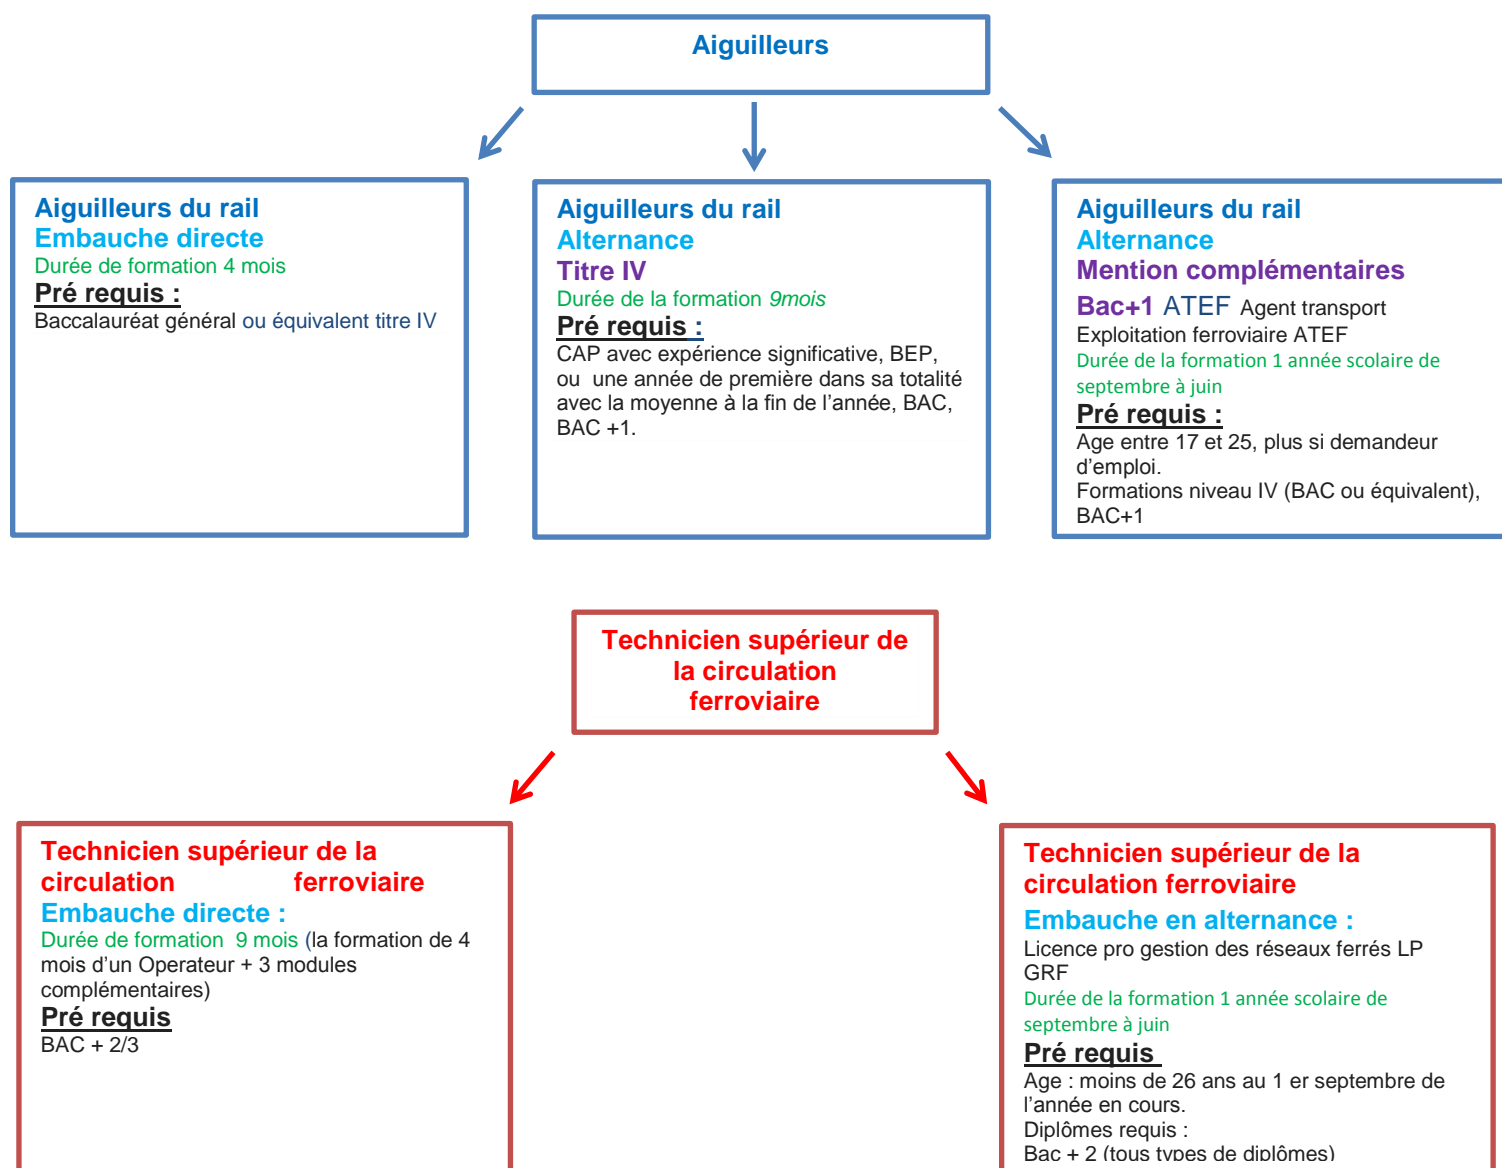 Aiguilleurs
Aiguilleurs du rail
Embauche directe
Durée de formation 4 mois
Pré requis :
Baccalauréat général ou équivalent titre IV
Aiguilleurs du rail
Alternance
Titre IV
Durée de la formation 9mois
Pré requis :
CAP avec expérience significative, BEP,
ou une année de première dans sa totalité
avec la moyenne à la fin de l’année, BAC,
BAC +1.
Aiguilleurs du rail
Alternance
Mention complémentaires
Bac+1 ATEF Agent transport
Exploitation ferroviaire ATEF
Durée de la formation 1 année scolaire de
septembre à juin
Pré requis :
Age entre 17 et 25, plus si demandeur
d’emploi.
Formations niveau IV (BAC ou équivalent),
BAC+1
Technicien supérieur de
la circulation
ferroviaire
Technicien supérieur de la
circulation ferroviaire
Embauche directe :
Durée de formation 9 mois (la formation de 4
mois d’un Operateur + 3 modules
complémentaires)
Pré requis
BAC + 2/3
Technicien supérieur de la
circulation ferroviaire
Embauche en alternance :
Licence pro gestion des réseaux ferrés LP
GRF
Durée de la formation 1 année scolaire de
septembre à juin
Pré requis
Age : moins de 26 ans au 1 er septembre de
l’année en cours.
Diplômes requis :
Bac + 2 (tous types de diplômes)